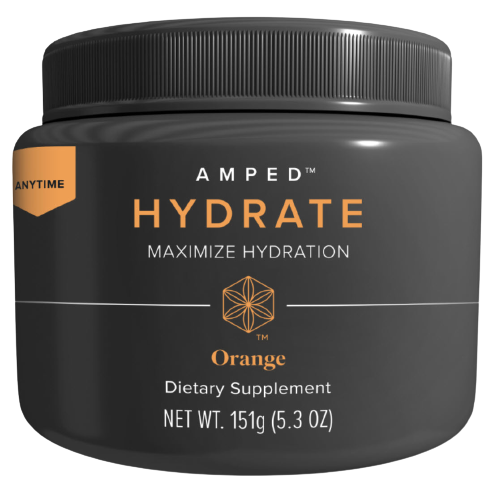 ANYTIME
AMPED™
HYDRATE
MAXIMIZE HYDRATION
TM
Orange
Dietary Supplement
NET WT. 151g (5.3 OZ)